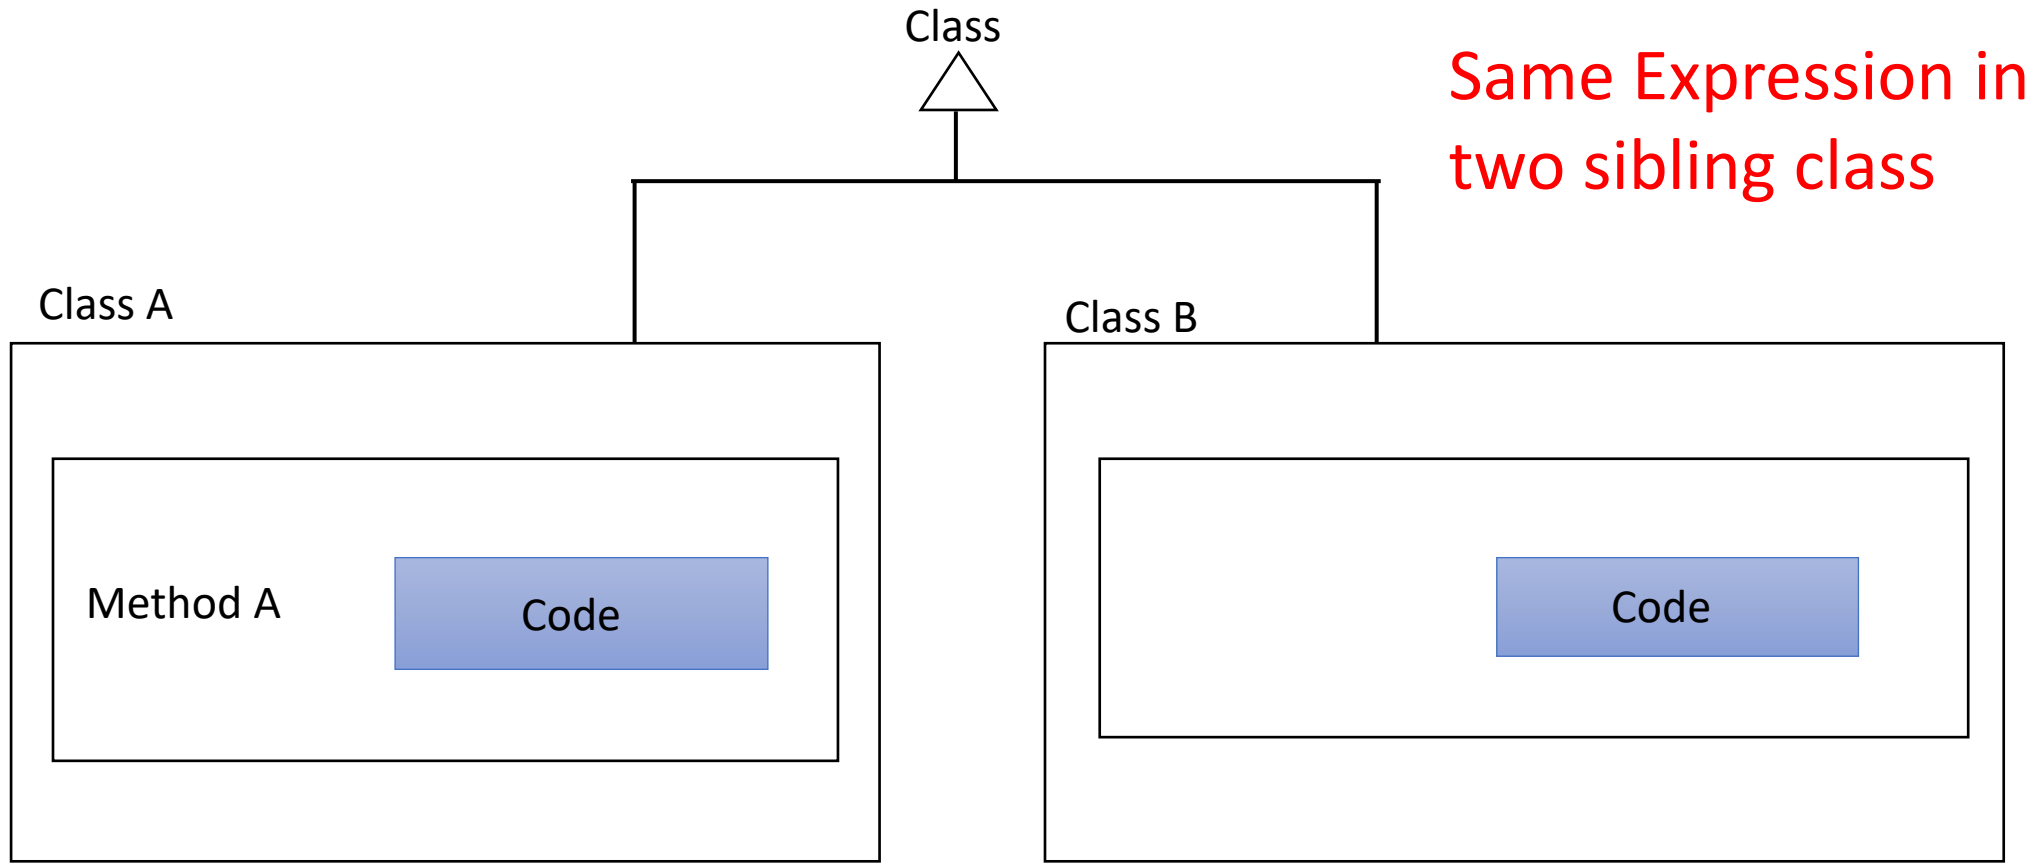 Class
Same Expression in
two sibling class
Class A
Class B
Method A
Code
Code